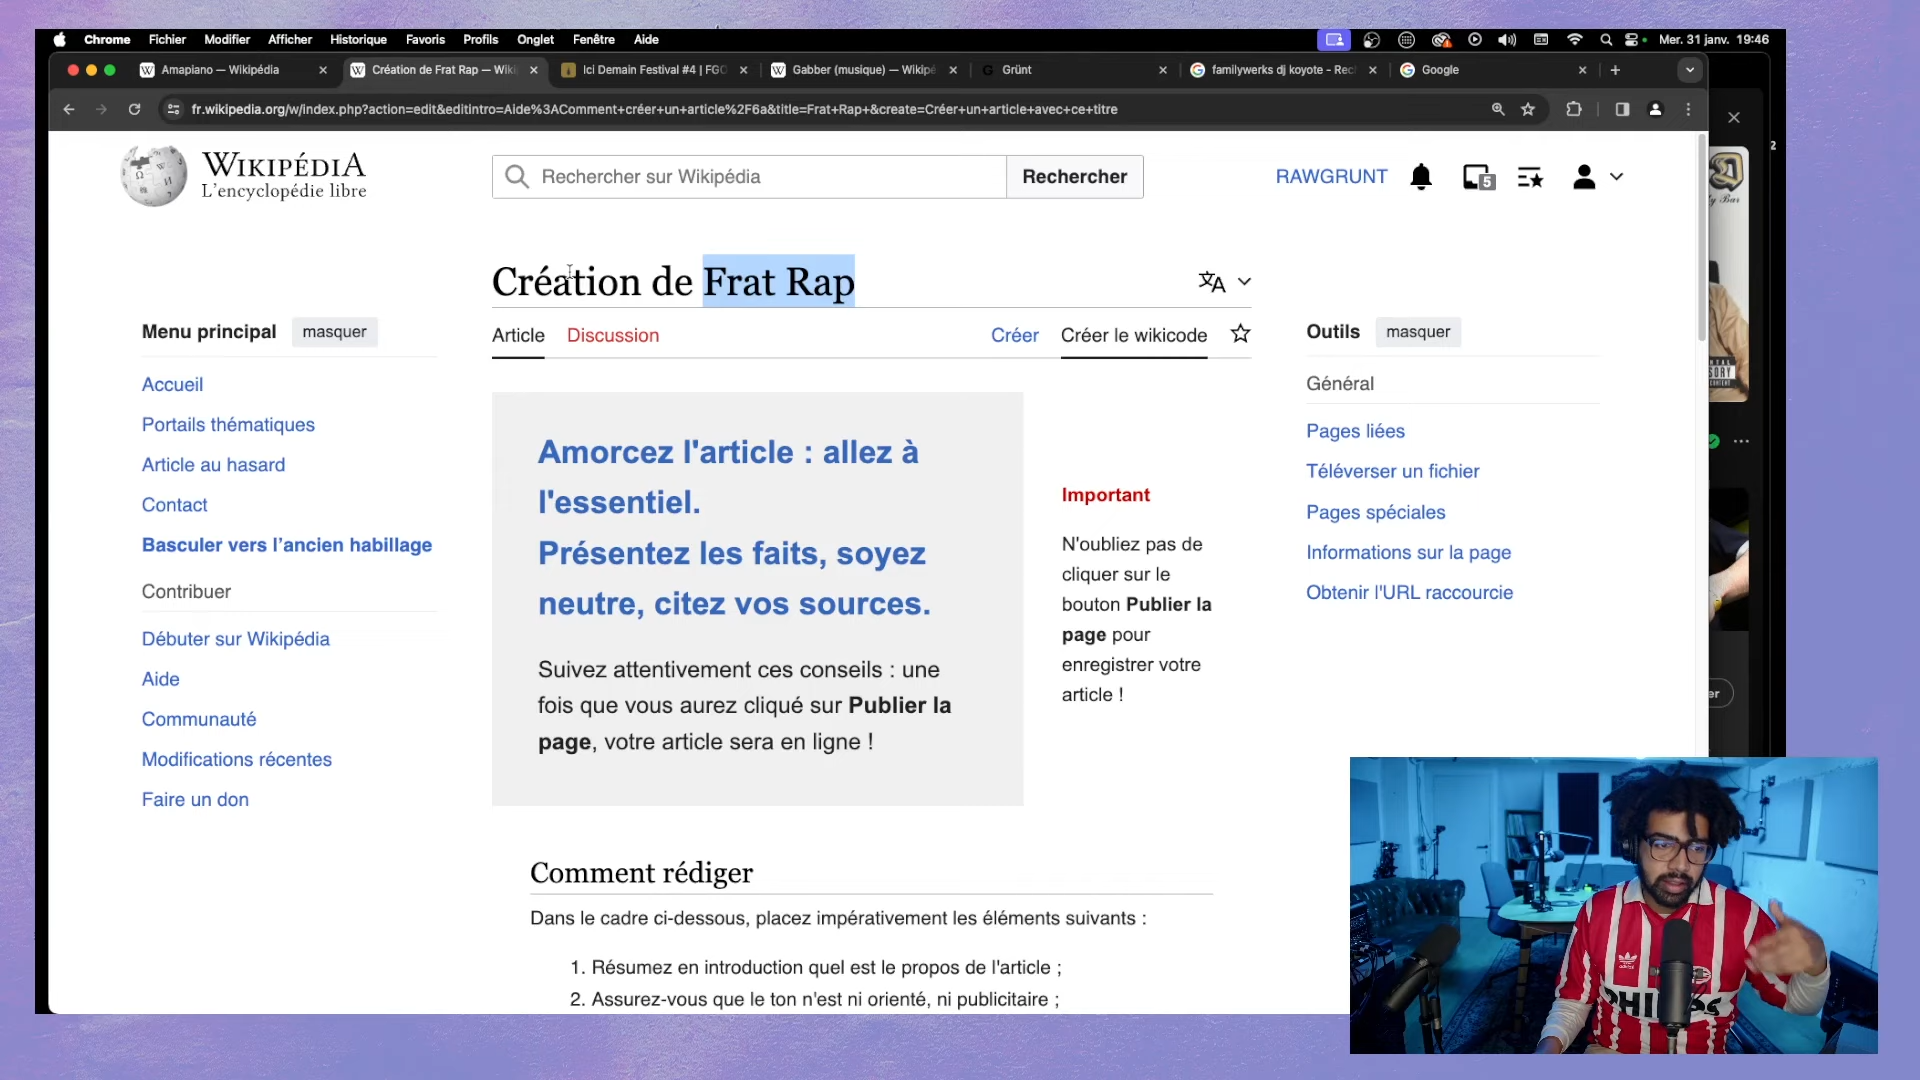 Chrome Fichier Modifier Afficher Historique Favoris Profils Onglet Fenêtre Aide Mer. 31 janv. 19:46
Amapiano — Wikipédia
Création de Frat Rap — Wiki
Ici Demain Festival #4 | FGO
Gabber (musique) — Wikipé
Grünt
familywerks dj koyote - Rec
Google
fr.wikipedia.org/w/index.php?action=edit&editintro=Aide%3AComment+créer+un+article%2F6a&title=Frat+Rap+&create=Créer+un+article+avec+ce+titre
WIKIPÉDIA
L'encyclopédie libre
Rechercher sur Wikipédia
Rechercher
RAWGRUNT
5
Création de Frat Rap
Article Discussion Créer Créer le wikicode
Menu principal masquer
Accueil
Portails thématiques
Article au hasard
Contact
Basculer vers l'ancien habillage
Contribuer
Débuter sur Wikipédia
Aide
Communauté
Modifications récentes
Faire un don
Amorcez l'article : allez à
l'essentiel.
Présentez les faits, soyez
neutre, citez vos sources.
Suivez attentivement ces conseils : une
fois que vous aurez cliqué sur Publier la
page, votre article sera en ligne !
Important
N'oubliez pas de
cliquer sur le
bouton Publier la
page pour
enregistrer votre
article !
Outils masquer
Général
Pages liées
Téléverser un fichier
Pages spéciales
Informations sur la page
Obtenir l'URL raccourcie
Comment rédiger
Dans le cadre ci-dessous, placez impérativement les éléments suivants :
1. Résumez en introduction quel est le propos de l'article ;
2. Assurez-vous que le ton n'est ni orienté, ni publicitaire ;
2
y Bar
er
adidas